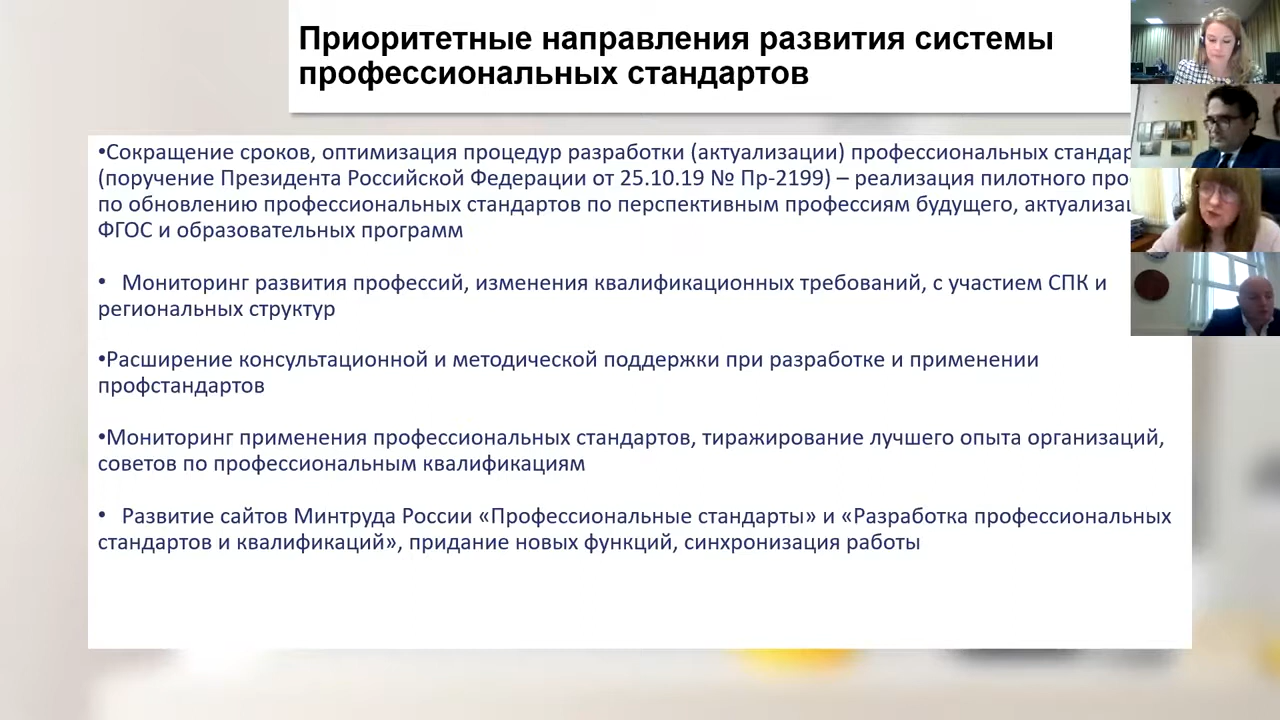 Приоритетные направления развития системы
профессиональных стандартов
•Сокращение сроков, оптимизация процедур разработки (актуализации) профессиональных
(поручение Президента Российской Федерации от 25.10.19 № Пр-2199) – реализация пилотного
по обновлению профессиональных стандартов по перспективным профессиям будущего,
ФГОС и образовательных программ
• Мониторинг развития профессий, изменения квалификационных требований, с участием СПК и
региональных структур
•Расширение консультационной и методической поддержки при разработке и применении
профстандартов
•Мониторинг применения профессиональных стандартов, тиражирование лучшего опыта организаций,
советов по профессиональным квалификациям
• Развитие сайтов Минтруда России «Профессиональные стандарты» и «Разработка профессиональных
стандартов и квалификаций», придание новых функций, синхронизация работы